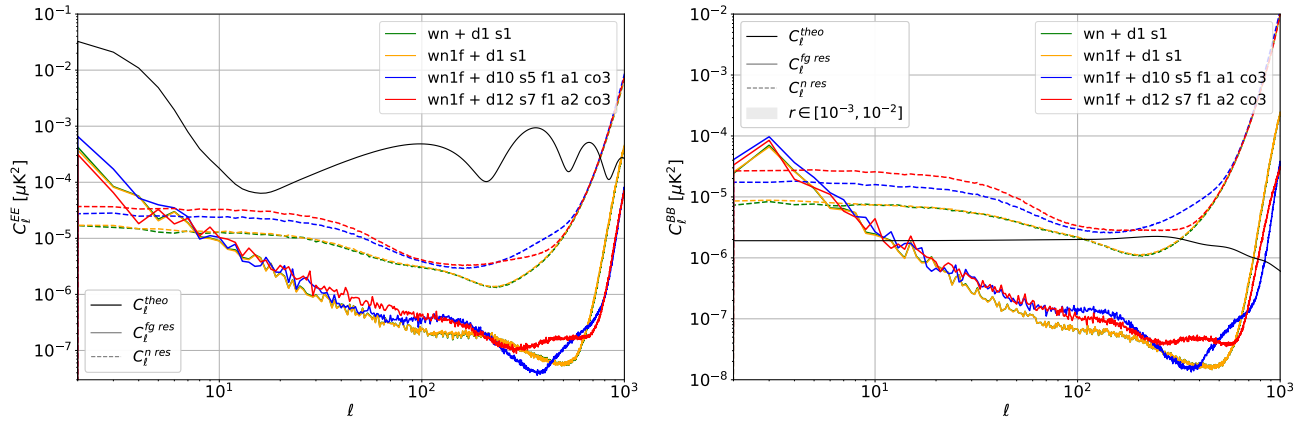 10⁻¹
10⁻²
10⁻³
10⁻⁴
10⁻⁵
10⁻⁶
10⁻⁷
C_ℓ^{EE} [μK²]
wn + d1 s1
wn1f + d1 s1
wn1f + d10 s5 f1 a1 co3
wn1f + d12 s7 f1 a2 co3
C_ℓ^{theo}
C_ℓ^{fg res}
C_ℓ^{n res}
10¹
10²
10³
ℓ
10⁻²
10⁻³
10⁻⁴
10⁻⁵
10⁻⁶
10⁻⁷
10⁻⁸
C_ℓ^{BB} [μK²]
C_ℓ^{theo}
C_ℓ^{fg res}
C_ℓ^{n res}
r ∈ [10⁻³, 10⁻²]
wn + d1 s1
wn1f + d1 s1
wn1f + d10 s5 f1 a1 co3
wn1f + d12 s7 f1 a2 co3
10¹
10²
10³
ℓ